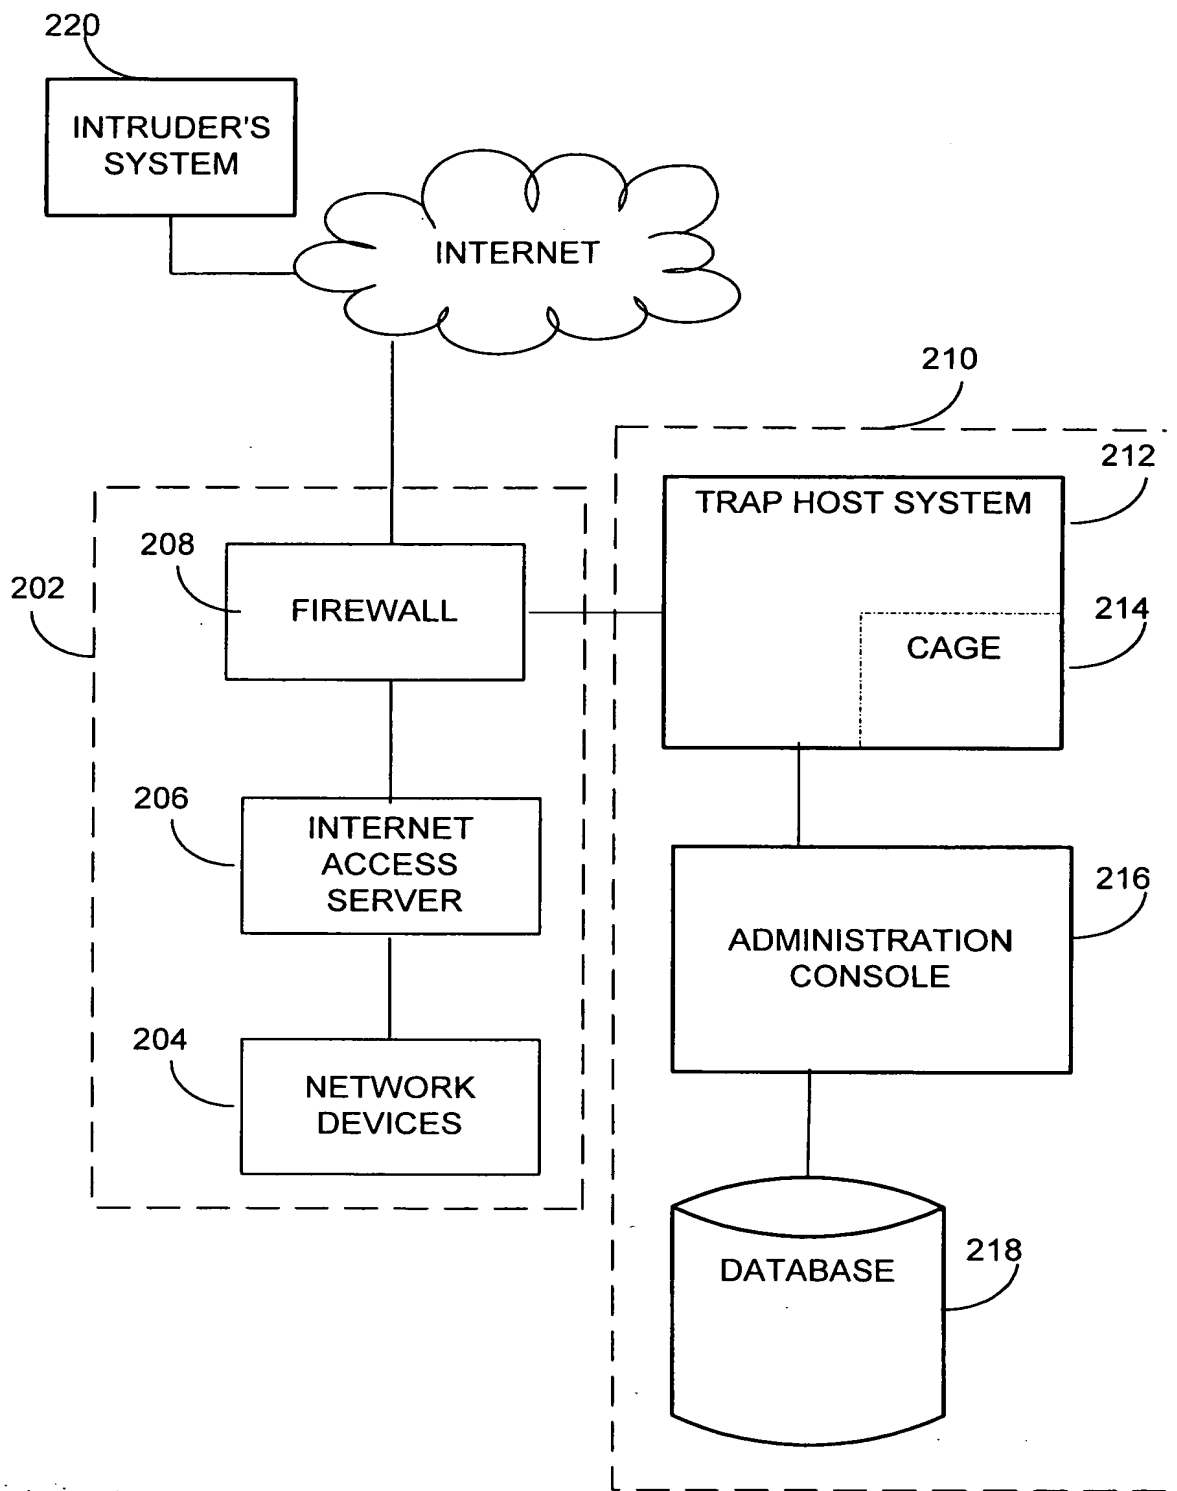 220
INTRUDER'S
SYSTEM
INTERNET
210
212
TRAP HOST SYSTEM
208
202
FIREWALL
214
CAGE
206
INTERNET
ACCESS
SERVER
216
ADMINISTRATION
CONSOLE
204
NETWORK
DEVICES
218
DATABASE